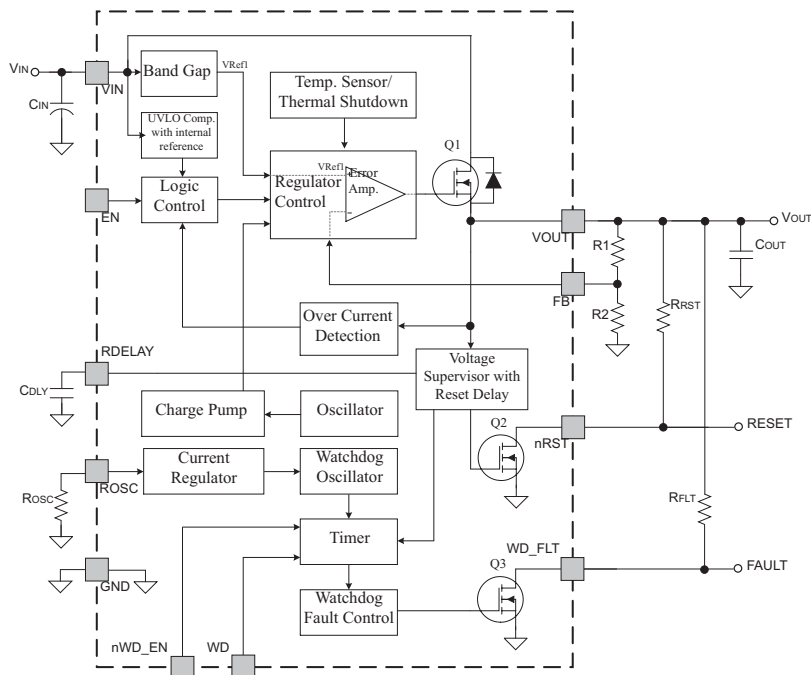 VIN
VIN
Band Gap
VRef1
CIN
UVLO Comp.
with internal
reference
Temp. Sensor/
Thermal Shutdown
Q1
EN
Logic
Control
VRef1
Regulator
Control
Error
Amp.
VOUT
VOUT
R1
COUT
FB
R2
RRST
Over Current
Detection
RDELAY
CDLY
Voltage
Supervisor with
Reset Delay
Charge Pump
Oscillator
Q2
nRST
RESET
ROSC
ROSC
Current
Regulator
Watchdog
Oscillator
RFLT
Timer
GND
WD_FLT
FAULT
Q3
Watchdog
Fault Control
nWD_EN
WD